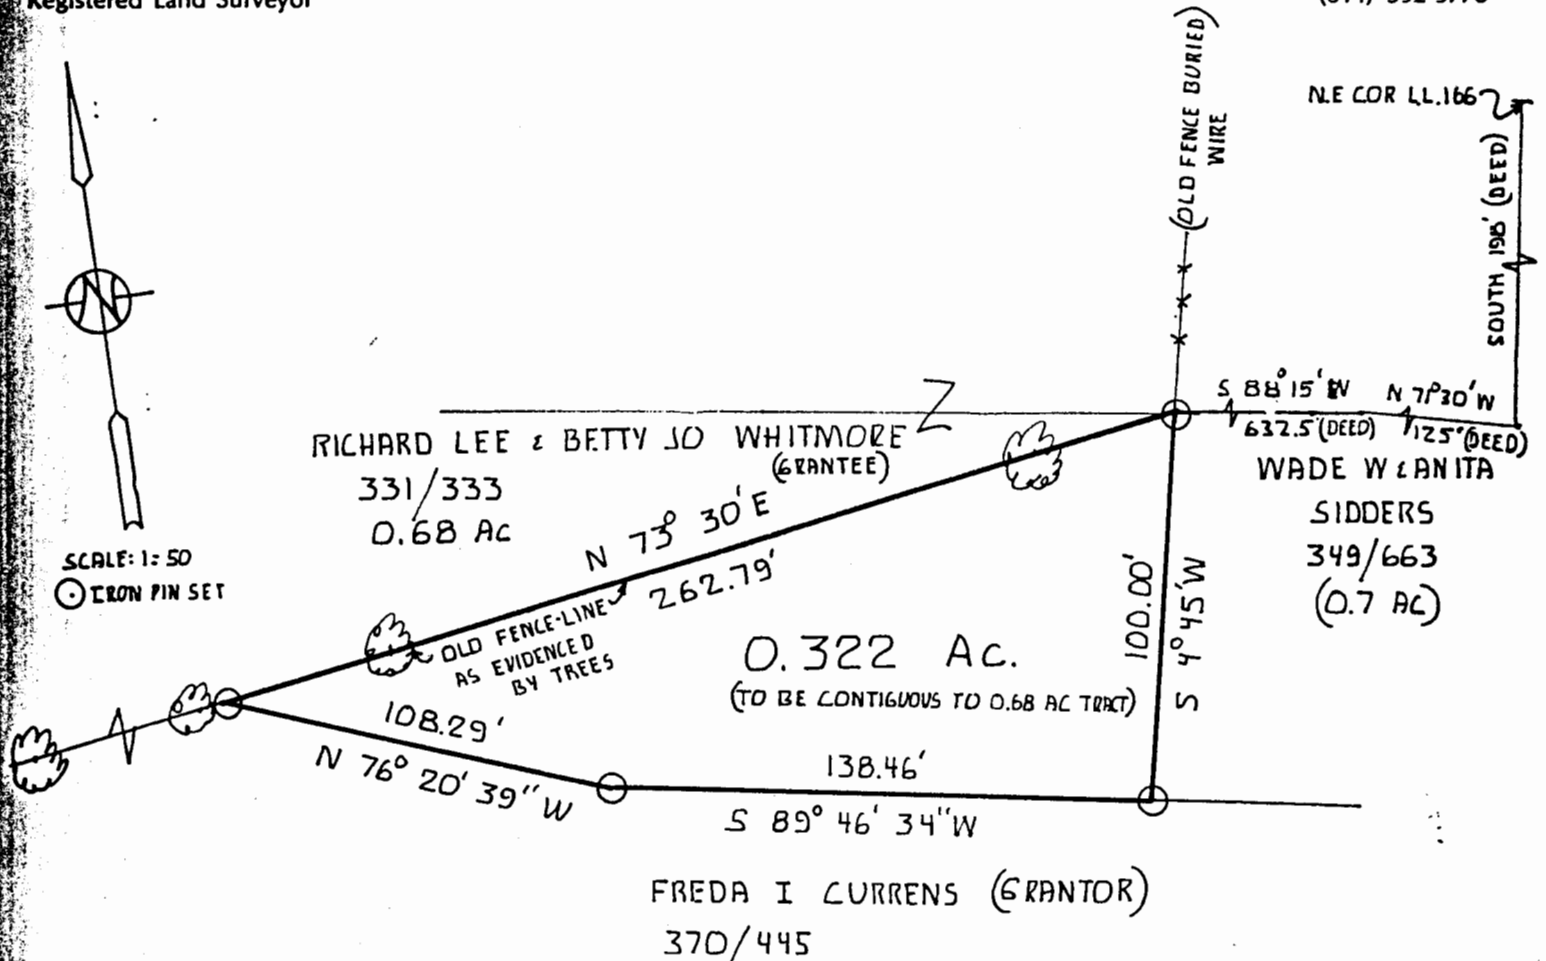 Registered Land Surveyor
(OLD FENCE BURIED)
WIRE
N.E COR LL.166
SOUTH 198' (DEED)
N
S 88° 15' W
N 71°30' W
632.5'(DEED)
125'(DEED)
RICHARD LEE & BETTY JO WHITMORE
(GRANTEE)
331/333
0.68 AC
WADE W & ANITA
SIDDERS
349/663
(0.7 AC)
SCALE: 1= 50
IRON PIN SET
N 73° 30' E
262.79'
OLD FENCE-LINE
AS EVIDENCED
BY TREES
100.00'
S 4° 45' W
0.322 AC.
(TO BE CONTIGUOUS TO 0.68 AC TRACT)
108.29'
N 76° 20' 39" W
138.46'
S 89° 46' 34" W
FREDA I CURRENS (GRANTOR)
370/445